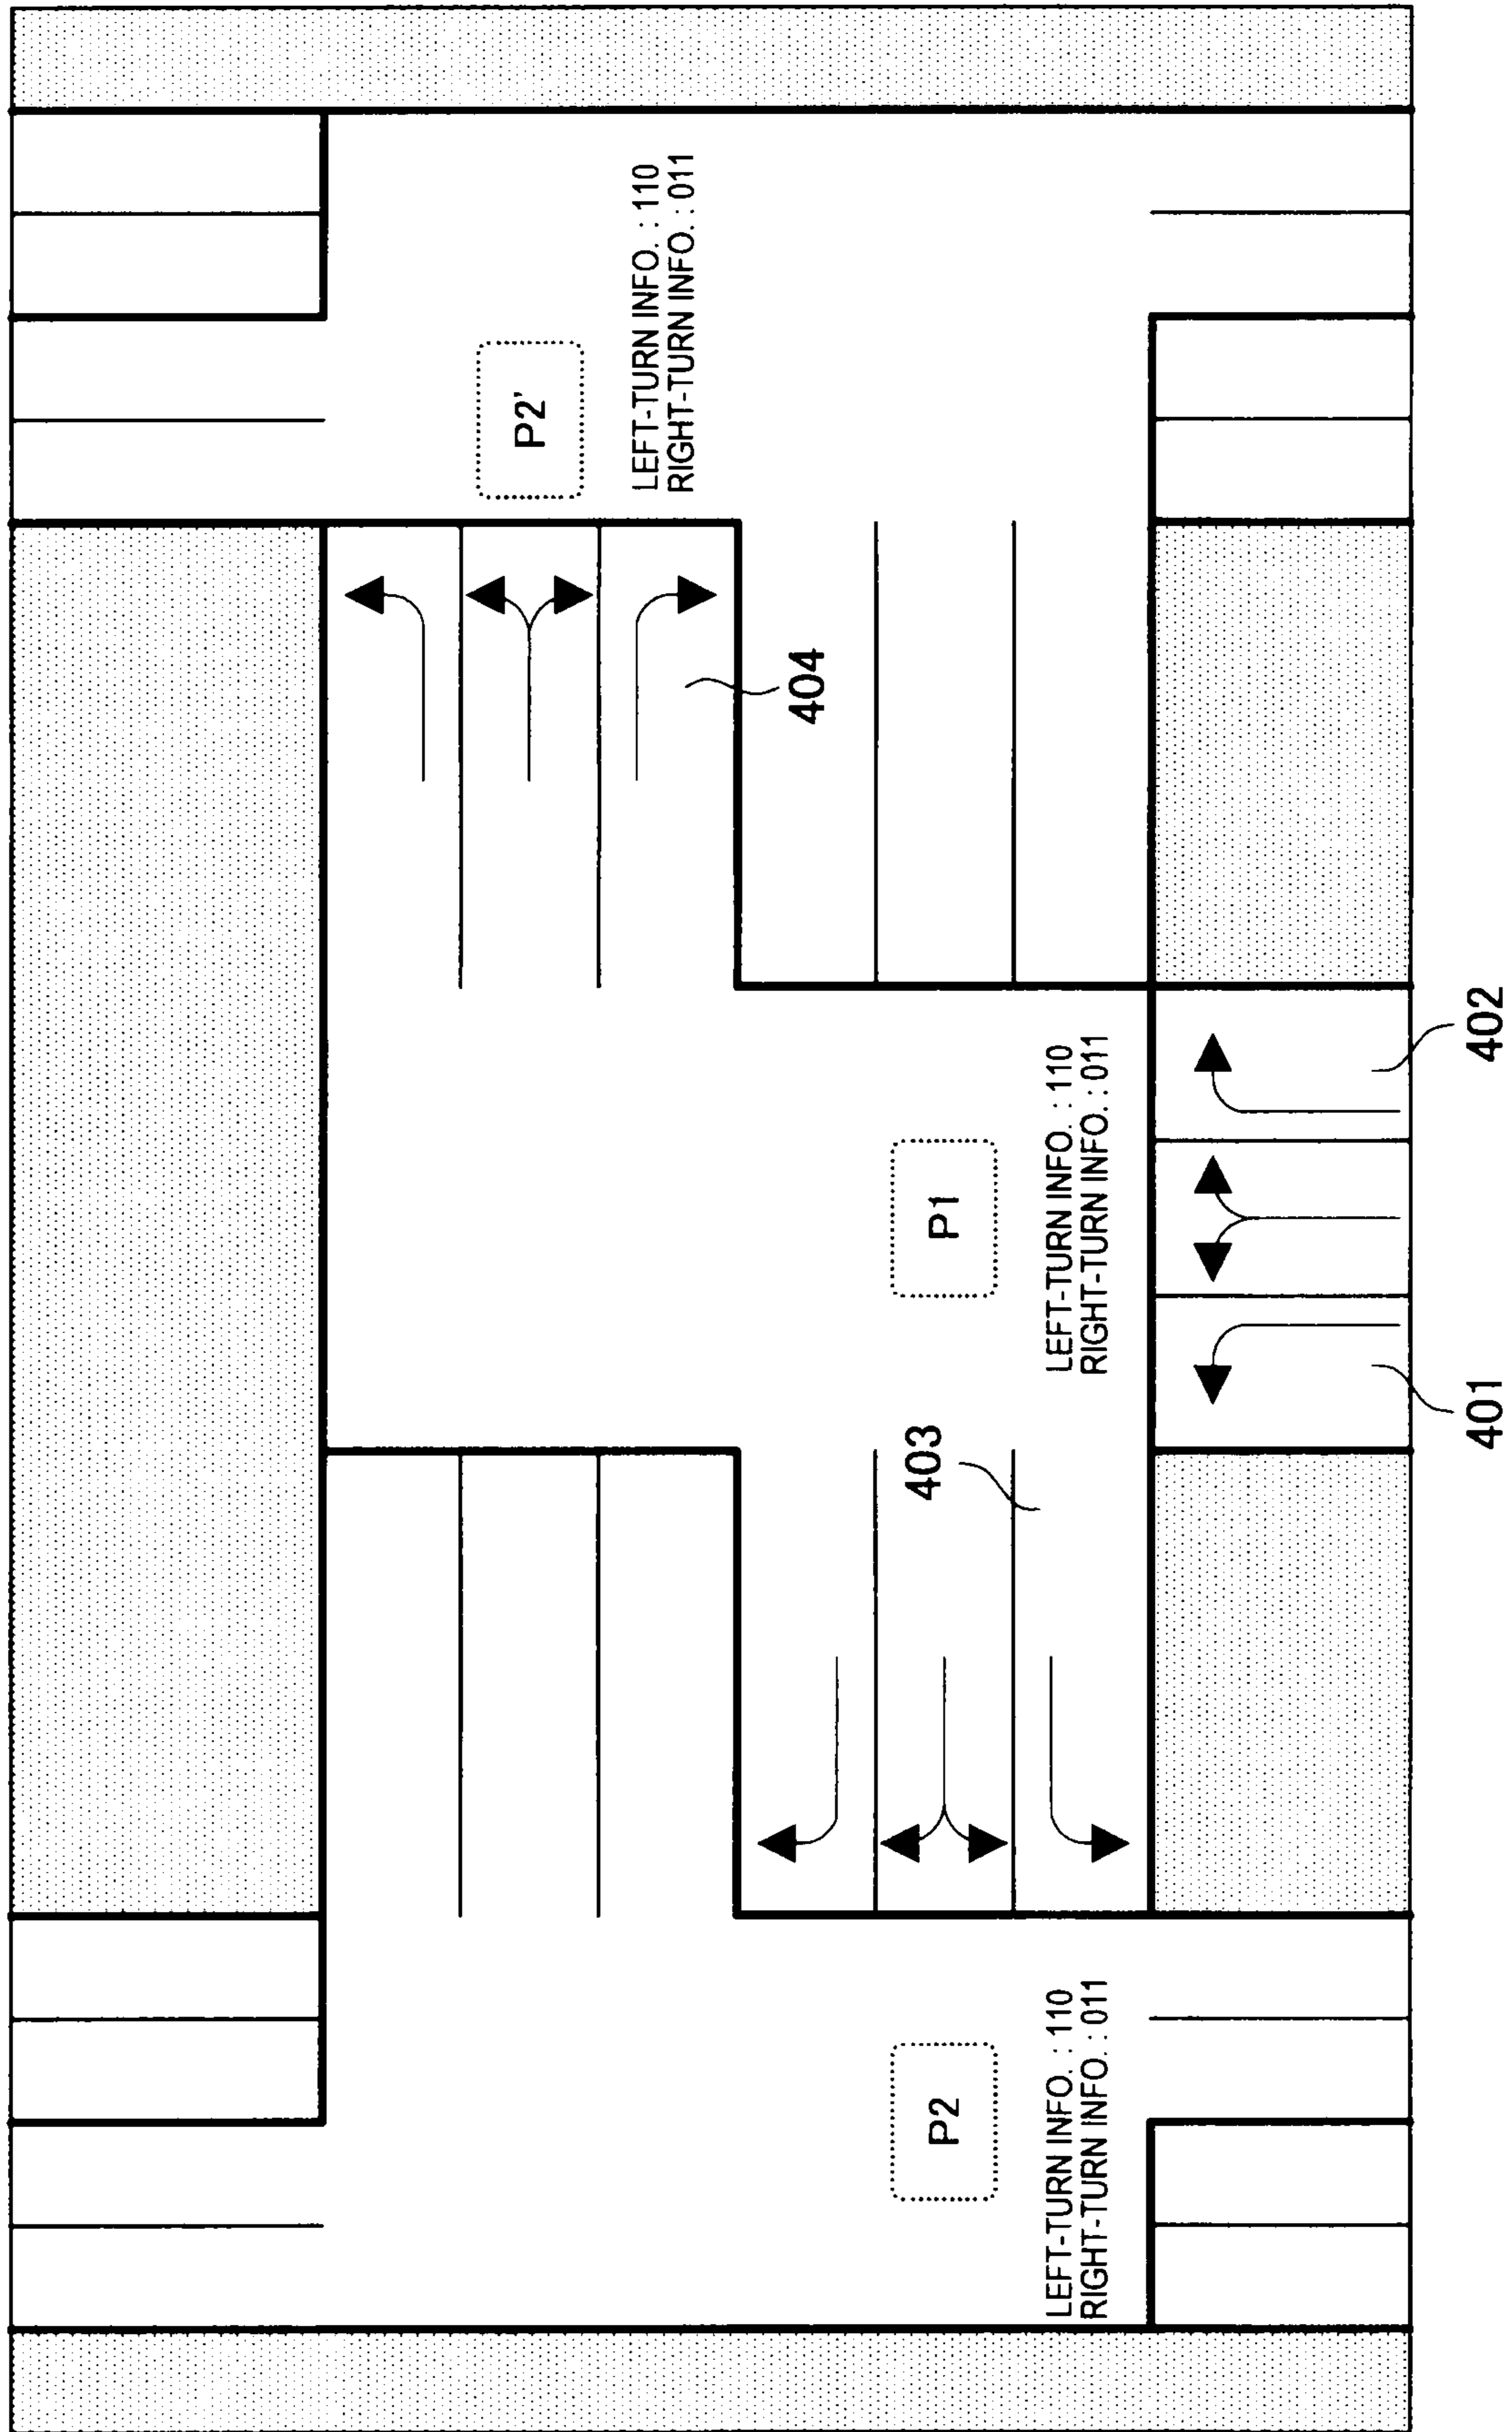 P2'
LEFT-TURN INFO. : 110
RIGHT-TURN INFO. : 011
404
P1
LEFT-TURN INFO. : 110
RIGHT-TURN INFO. : 011
402
403
401
P2
LEFT-TURN INFO. : 110
RIGHT-TURN INFO. : 011